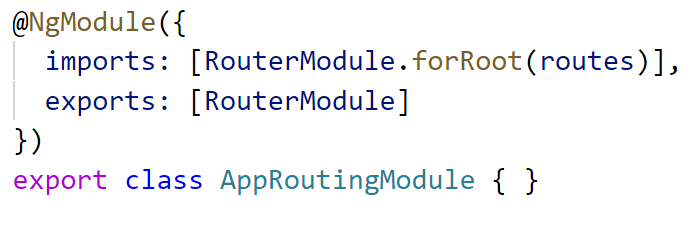 @NgModule({
  imports: [RouterModule.forRoot(routes)],
  exports: [RouterModule]
})
export class AppRoutingModule { }